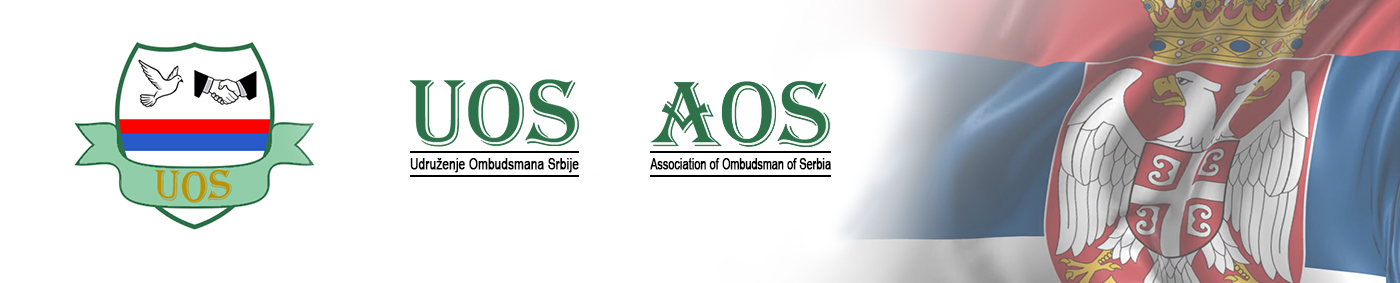 UOS
UOS
Udruženje Ombudsmana Srbije
AOS
Association of Ombudsman of Serbia